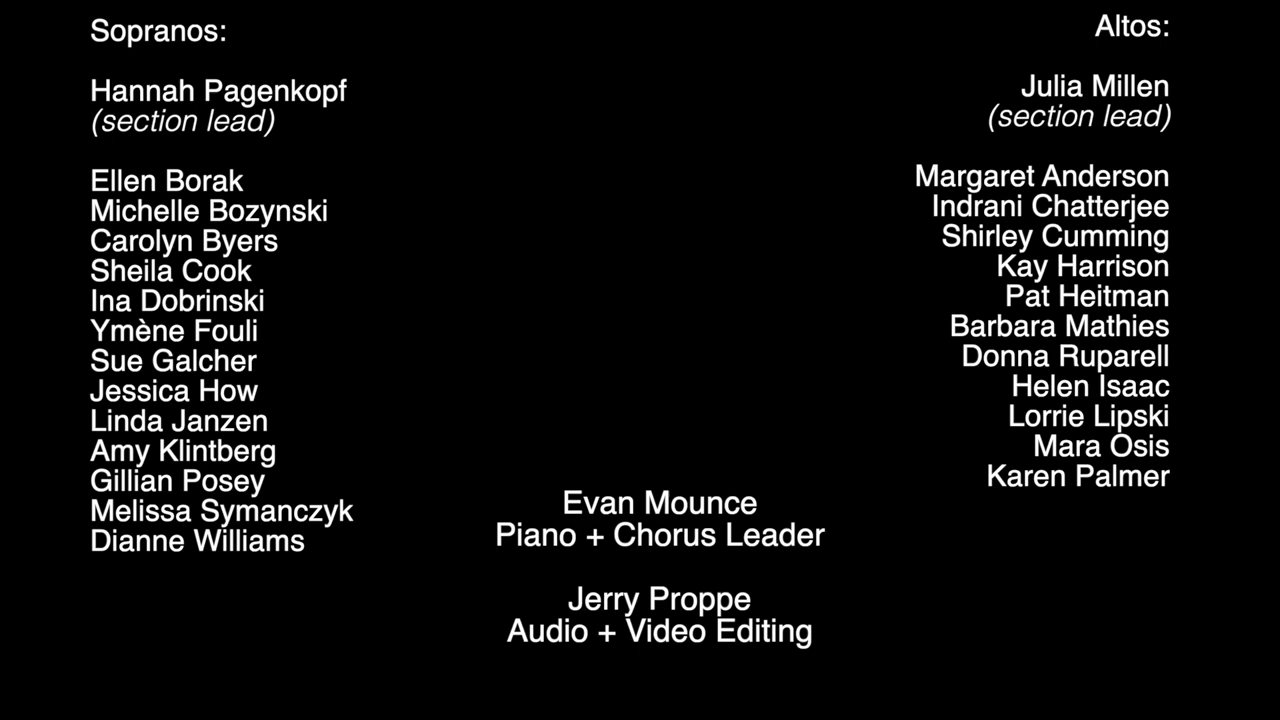 Sopranos:
Hannah Pagenkopf
(section lead)
Ellen Borak
Michelle Bozynski
Carolyn Byers
Sheila Cook
Ina Dobrinski
Ymène Fouli
Sue Galcher
Jessica How
Linda Janzen
Amy Klintberg
Gillian Posey
Melissa Symanczyk
Dianne Williams
Evan Mounce
Piano + Chorus Leader
Jerry Proppe
Audio + Video Editing
Altos:
Julia Millen
(section lead)
Margaret Anderson
Indrani Chatterjee
Shirley Cumming
Kay Harrison
Pat Heitman
Barbara Mathies
Donna Ruparell
Helen Isaac
Lorrie Lipski
Mara Osis
Karen Palmer